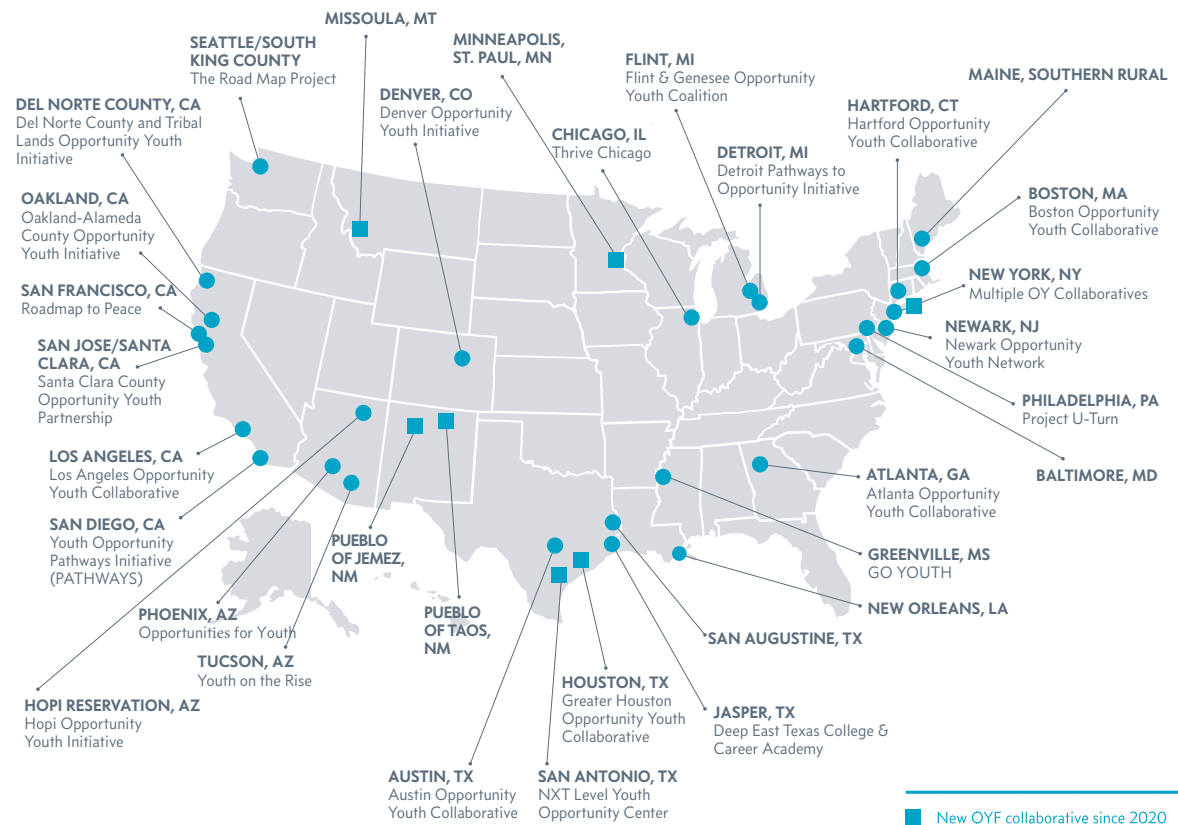 MISSOULA, MT
SEATTLE/SOUTH
KING COUNTY
The Road Map Project
MINNEAPOLIS,
ST. PAUL, MN
FLINT, MI
Flint & Genesee Opportunity
Youth Coalition
MAINE, SOUTHERN RURAL
DEL NORTE COUNTY, CA
Del Norte County and Tribal
Lands Opportunity Youth
Initiative
DENVER, CO
Denver Opportunity
Youth Initiative
CHICAGO, IL
Thrive Chicago
HARTFORD, CT
Hartford Opportunity
Youth Collaborative
DETROIT, MI
Detroit Pathways to
Opportunity Initiative
OAKLAND, CA
Oakland-Alameda
County Opportunity
Youth Initiative
BOSTON, MA
Boston Opportunity
Youth Collaborative
SAN FRANCISCO, CA
Roadmap to Peace
NEW YORK, NY
Multiple OY Collaboratives
SAN JOSE/SANTA
CLARA, CA
Santa Clara County
Opportunity Youth
Partnership
NEWARK, NJ
Newark Opportunity
Youth Network
PHILADELPHIA, PA
Project U-Turn
LOS ANGELES, CA
Los Angeles Opportunity
Youth Collaborative
BALTIMORE, MD
ATLANTA, GA
Atlanta Opportunity
Youth Collaborative
SAN DIEGO, CA
Youth Opportunity
Pathways Initiative
(PATHWAYS)
PUEBLO
OF JEMEZ,
NM
GREENVILLE, MS
GO YOUTH
PHOENIX, AZ
Opportunities for Youth
PUEBLO
OF TAOS,
NM
NEW ORLEANS, LA
SAN AUGUSTINE, TX
TUCSON, AZ
Youth on the Rise
HOUSTON, TX
Greater Houston
Opportunity Youth
Collaborative
HOPI RESERVATION, AZ
Hopi Opportunity
Youth Initiative
JASPER, TX
Deep East Texas College &
Career Academy
AUSTIN, TX
Austin Opportunity
Youth Collaborative
SAN ANTONIO, TX
NXT Level Youth
Opportunity Center
New OYF collaborative since 2020